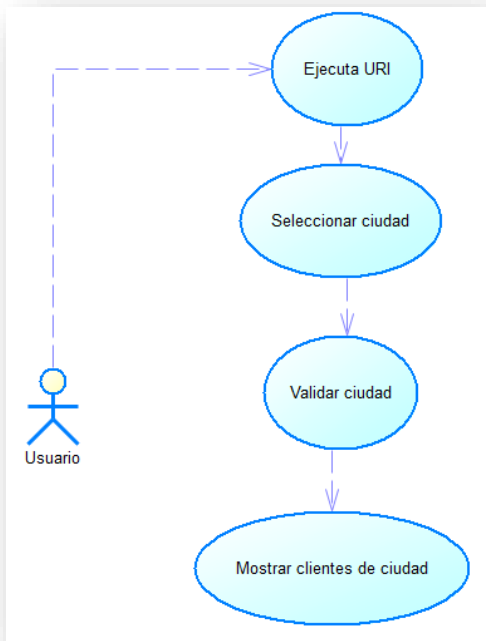 Ejecuta URI
Seleccionar ciudad
Validar ciudad
Usuario
Mostrar clientes de ciudad